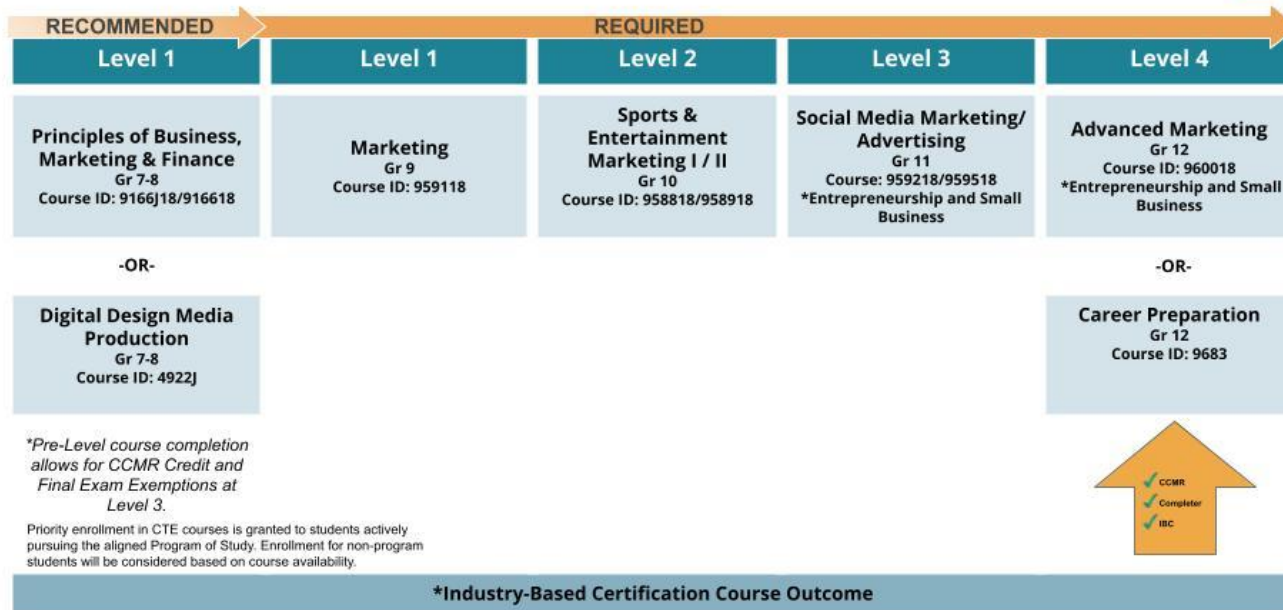 RECOMMENDED
REQUIRED
Level 1
Level 1
Level 2
Level 3
Level 4
Principles of Business,
Marketing & Finance
Gr 7-8
Course ID: 9166J18/916618
Marketing
Gr 9
Course ID: 959118
Sports &
Entertainment
Marketing I / II
Gr 10
Course ID: 958818/958918
Social Media Marketing/
Advertising
Gr 11
Course: 959218/959518
*Entrepreneurship and Small
Business
Advanced Marketing
Gr 12
Course ID: 960018
*Entrepreneurship and Small
Business
-OR-
-OR-
Digital Design Media
Production
Gr 7-8
Course ID: 4922J
Career Preparation
Gr 12
Course ID: 9683
*Pre-Level course completion
allows for CCMR Credit and
Final Exam Exemptions at
Level 3.
Priority enrollment in CTE courses is granted to students actively
pursuing the aligned Program of Study. Enrollment for non-program
students will be considered based on course availability.
CCMR
Completer
IBC
*Industry-Based Certification Course Outcome